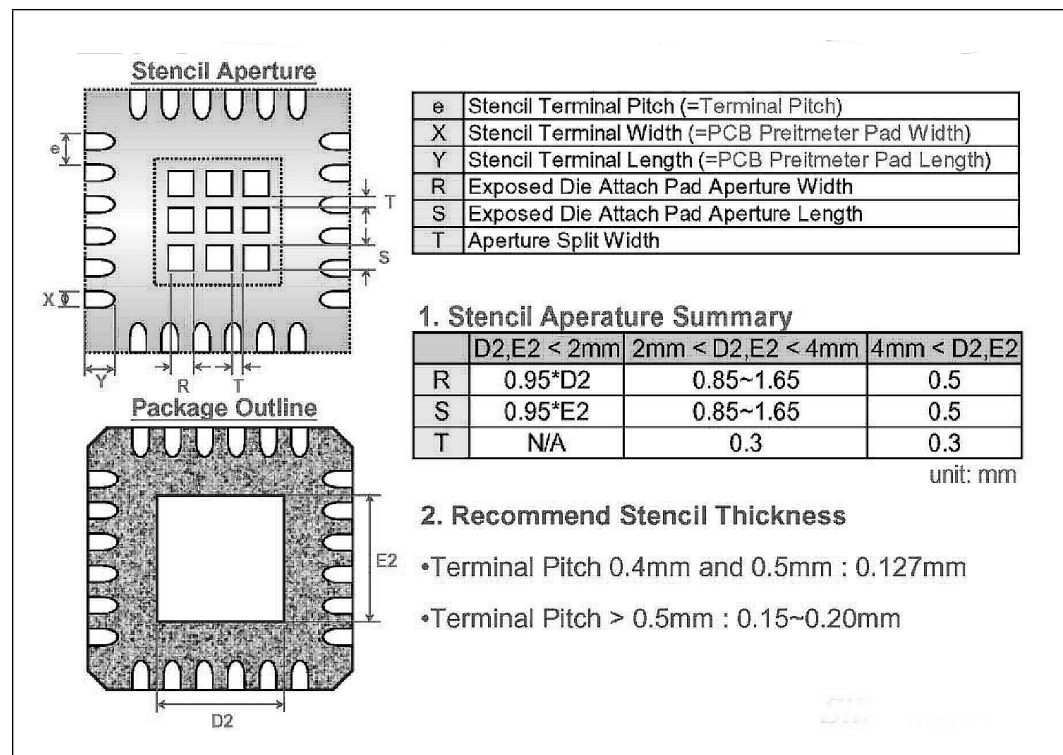 Stencil Aperture
e
T
S
X
Y
R
T
Package Outline
E2
D2
e Stencil Terminal Pitch (=Terminal Pitch)
X Stencil Terminal Width (=PCB Preitmeter Pad Width)
Y Stencil Terminal Length (=PCB Preitmeter Pad Length)
R Exposed Die Attach Pad Aperture Width
S Exposed Die Attach Pad Aperture Length
T Aperture Split Width
1. Stencil Aperature Summary
D2,E2 < 2mm 2mm < D2,E2 < 4mm 4mm < D2,E2
R 0.95*D2 0.85~1.65 0.5
S 0.95*E2 0.85~1.65 0.5
T N/A 0.3 0.3
unit: mm
2. Recommend Stencil Thickness
•Terminal Pitch 0.4mm and 0.5mm : 0.127mm
•Terminal Pitch > 0.5mm : 0.15~0.20mm